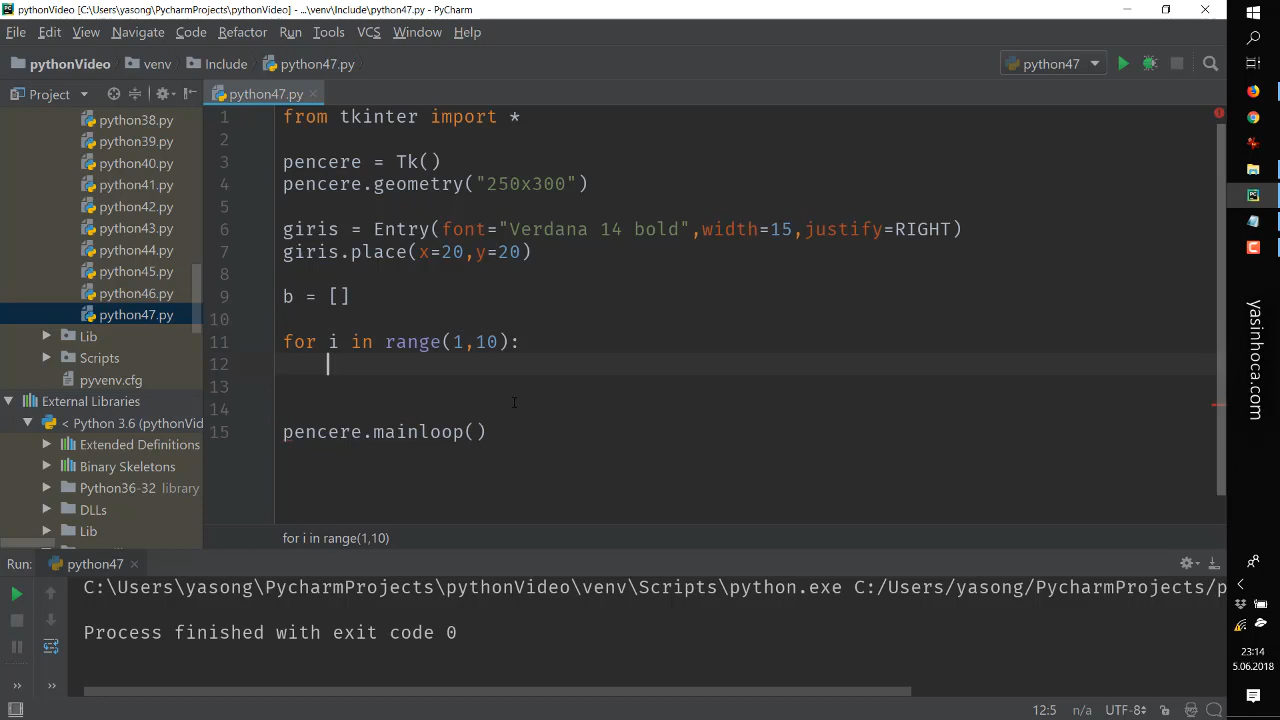 pythonVideo [C:\Users\yasong\PycharmProjects\pythonVideo] - ...\venv\Include\python47.py - PyCharm
File Edit View Navigate Code Refactor Run Tools VCS Window Help
pythonVideo venv Include python47.py
python47
Project
python47.py
python38.py
python39.py
python40.py
python41.py
python42.py
python43.py
python44.py
python45.py
python46.py
python47.py
Lib
Scripts
pyvenv.cfg
External Libraries
< Python 3.6 (pythonVid
Extended Definitions
Binary Skeletons
Python36-32 library
DLLs
Lib
1 from tkinter import *
2
3 pencere = Tk()
4 pencere.geometry("250x300")
5
6 giris = Entry(font="Verdana 14 bold",width=15,justify=RIGHT)
7 giris.place(x=20,y=20)
8
9 b = []
10
11 for i in range(1,10):
12
13
14
15 pencere.mainloop()
for i in range(1,10)
Run: python47
C:\Users\yasong\PycharmProjects\pythonVideo\venv\Scripts\python.exe C:/Users/yasong/PycharmProjects/p
Process finished with exit code 0
12:5 n/a UTF-8
yasinhoca.com
23:14
5.06.2018